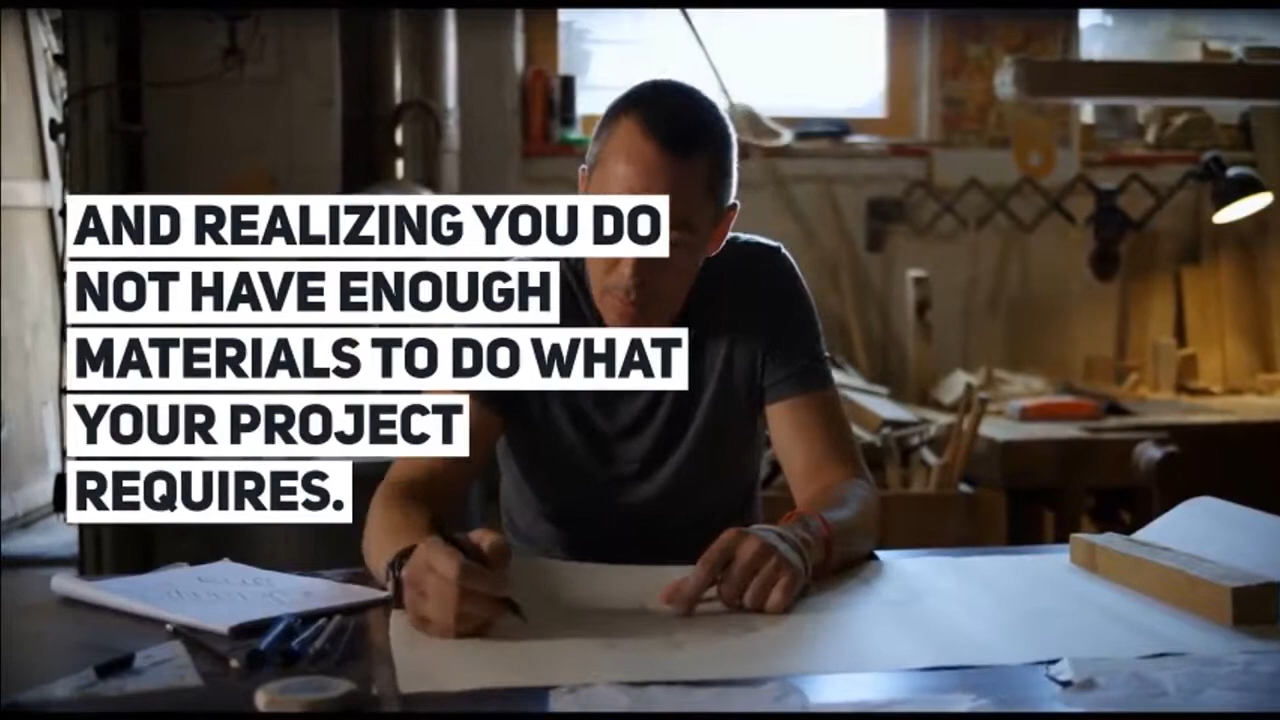 AND REALIZING YOU DO
NOT HAVE ENOUGH
MATERIALS TO DO WHAT
YOUR PROJECT
REQUIRES.